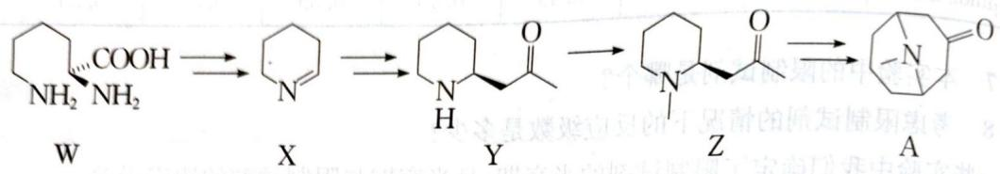 O O O
COOH N
NH₂ NH₂ N N N
H
W X Y Z A